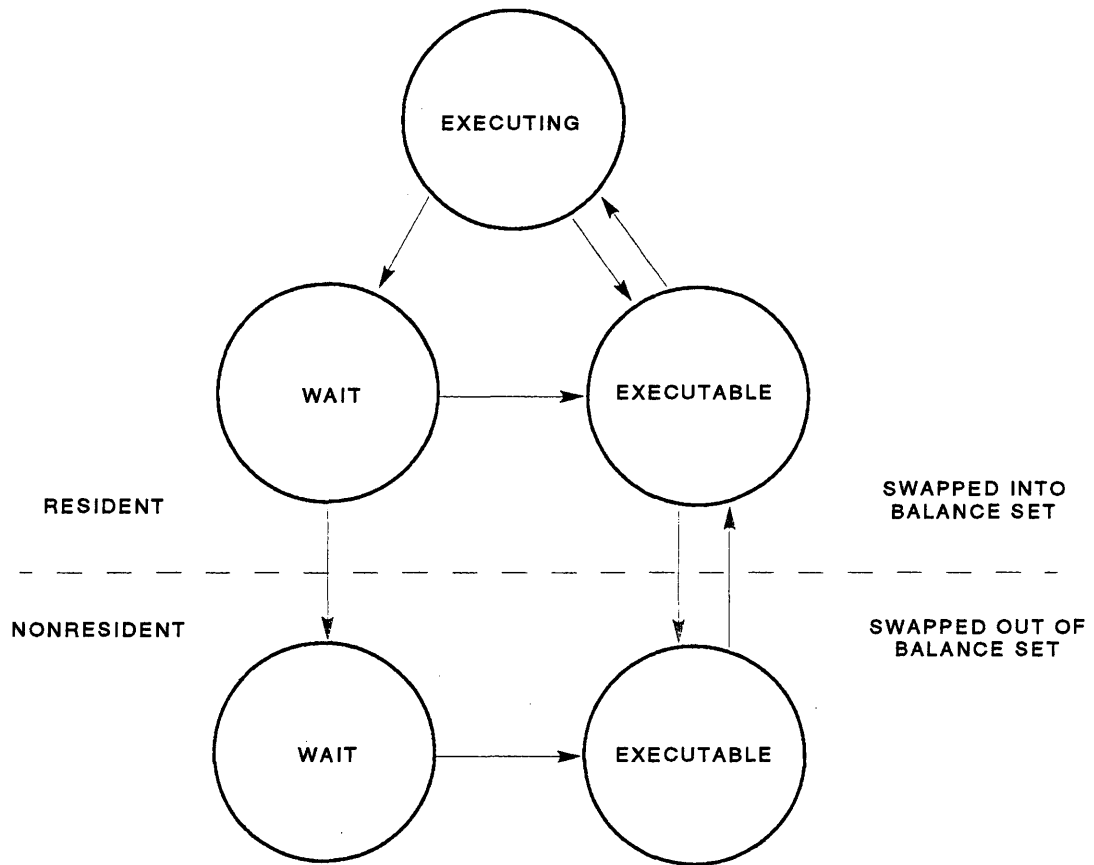 EXECUTING
WAIT
EXECUTABLE
RESIDENT
SWAPPED INTO
BALANCE SET
NONRESIDENT
SWAPPED OUT OF
BALANCE SET
WAIT
EXECUTABLE